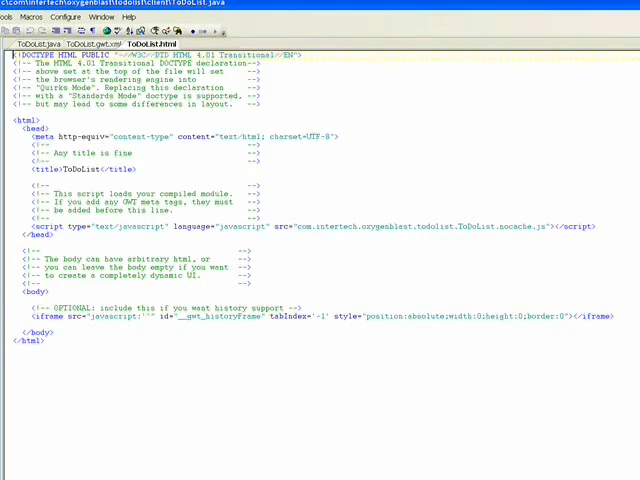 c\com\intertech\oxygenblast\todolist\client\ToDoList.java
ools Macros Configure Window Help
ToDoList.java ToDoList.gwt.xml ToDoList.html
<!DOCTYPE HTML PUBLIC "-//W3C//DTD HTML 4.01 Transitional//EN">
<!-- The HTML 4.01 Transitional DOCTYPE declaration-->
<!-- above set at the top of the file will set -->
<!-- the browser's rendering engine into -->
<!-- "Quirks Mode". Replacing this declaration -->
<!-- with a "Standards Mode" doctype is supported, -->
<!-- but may lead to some differences in layout. -->
<html>
<head>
<meta http-equiv="content-type" content="text/html; charset=UTF-8">
<!-- -->
<!-- Any title is fine -->
<!-- -->
<title>ToDoList</title>
<!-- -->
<!-- This script loads your compiled module. -->
<!-- If you add any GWT meta tags, they must -->
<!-- be added before this line. -->
<!-- -->
<script type="text/javascript" language="javascript" src="com.intertech.oxygenblast.todolist.ToDoList.nocache.js"></script>
</head>
<!-- -->
<!-- The body can have arbitrary html, or -->
<!-- you can leave the body empty if you want -->
<!-- to create a completely dynamic UI. -->
<!-- -->
<body>
<!-- OPTIONAL: include this if you want history support -->
<iframe src="javascript:''" id="__gwt_historyFrame" tabIndex='-1' style="position:absolute;width:0;height:0;border:0"></iframe>
</body>
</html>